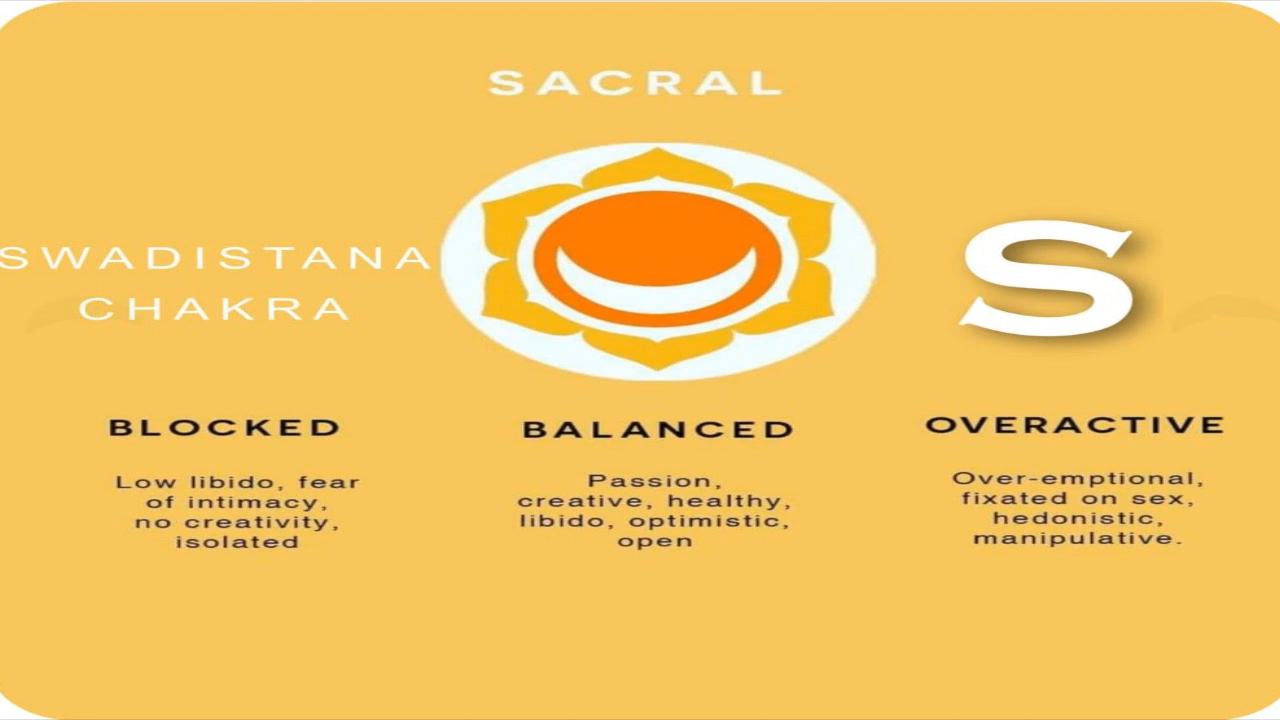 SACRAL
SWADISTANA
CHAKRA
S
BLOCKED
Low libido, fear
of intimacy,
no creativity,
isolated
BALANCED
Passion,
creative, healthy,
libido, optimistic,
open
OVERACTIVE
Over-emptional,
fixated on sex,
hedonistic,
manipulative.